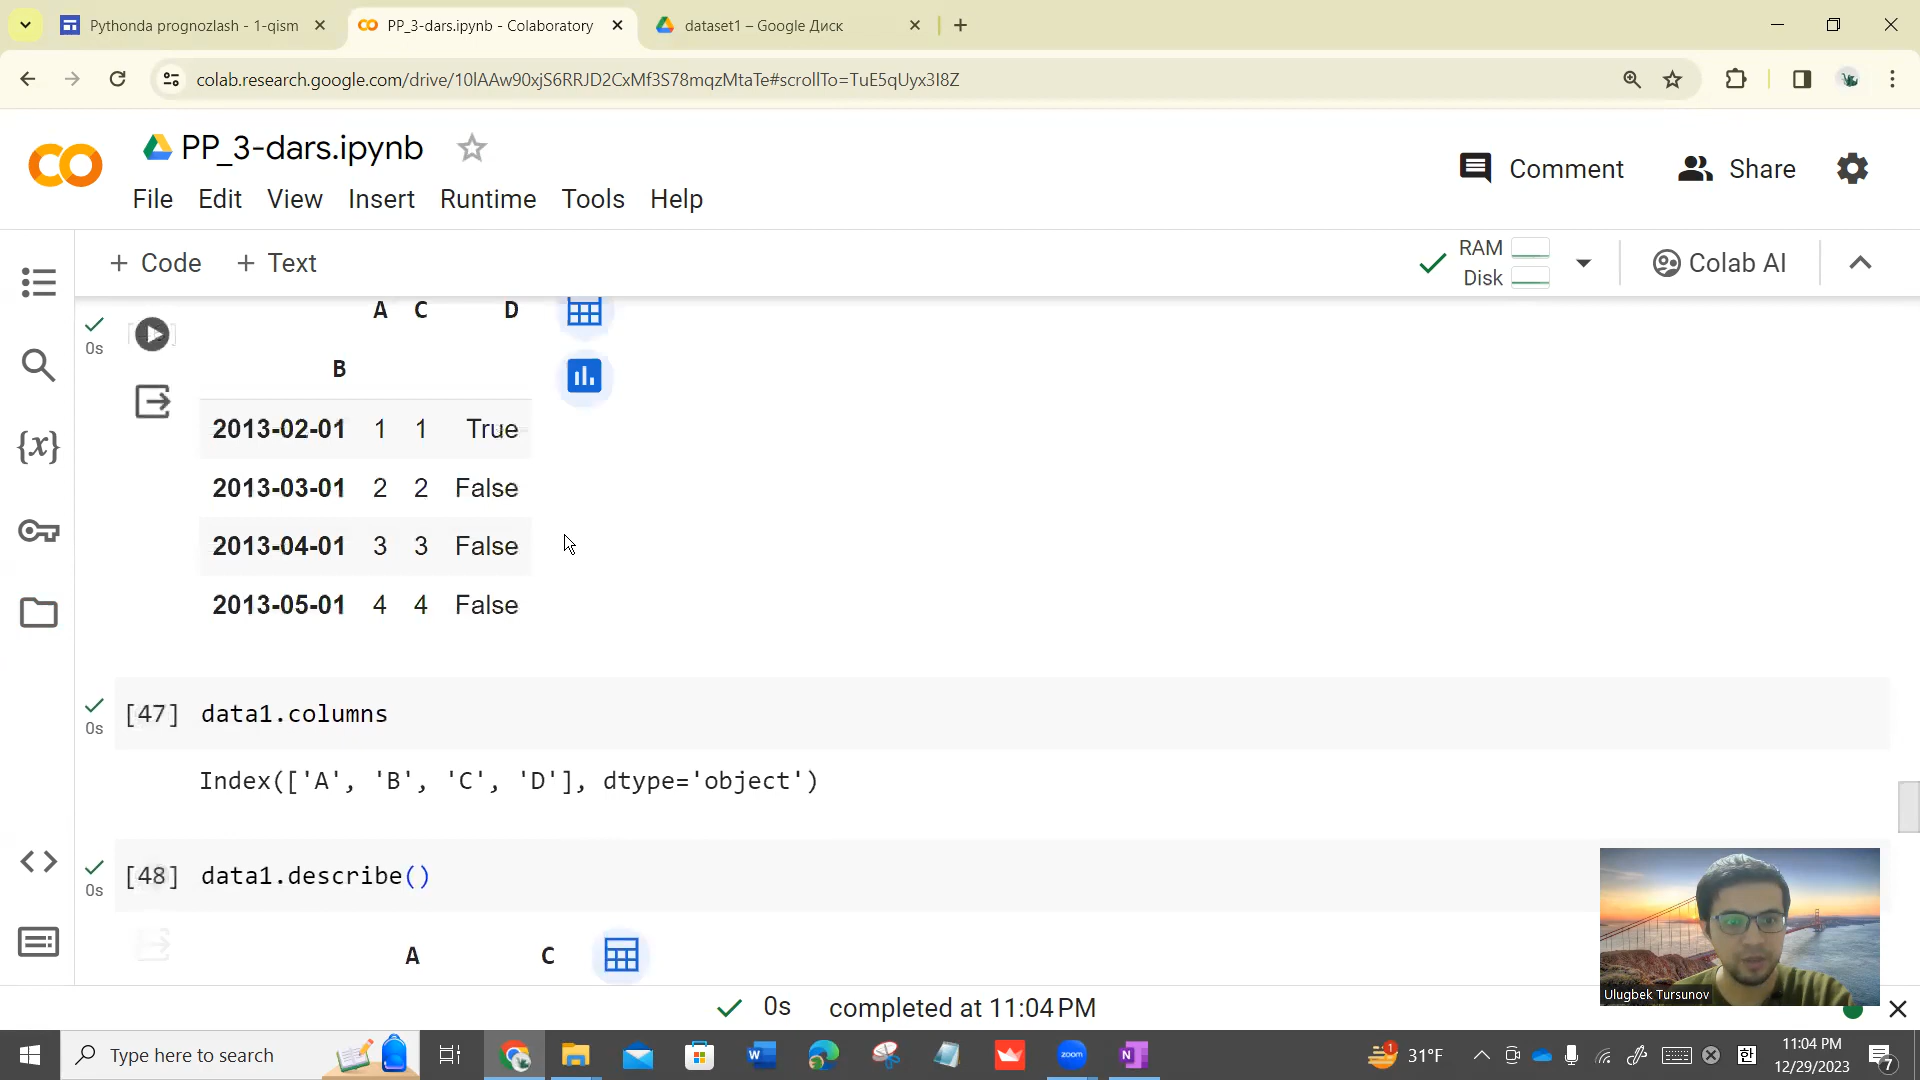 Pythonda prognozlash - 1-qism
PP_3-dars.ipynb - Colaboratory
dataset1 – Google Диск
colab.research.google.com/drive/10lAAw90xjS6RRJD2CxMf3S78mqzMtaTe#scrollTo=TuE5qUyx3I8Z
PP_3-dars.ipynb
Comment
Share
File Edit View Insert Runtime Tools Help
+ Code + Text
RAM
Disk
Colab AI
A C D
0s
B
2013-02-01 1 1 True
2013-03-01 2 2 False
2013-04-01 3 3 False
2013-05-01 4 4 False
{x}
[47] data1.columns
0s
Index(['A', 'B', 'C', 'D'], dtype='object')
[48] data1.describe()
0s
A C
Ulugbek Tursunov
0s completed at 11:04 PM
Type here to search
zoom
31°F
11:04 PM
12/29/2023
7